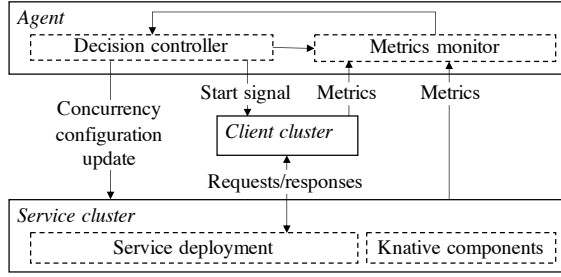 Agent
Decision controller
Metrics monitor
Start signal
Metrics
Metrics
Concurrency
configuration
update
Client cluster
Requests/responses
Service cluster
Service deployment
Knative components